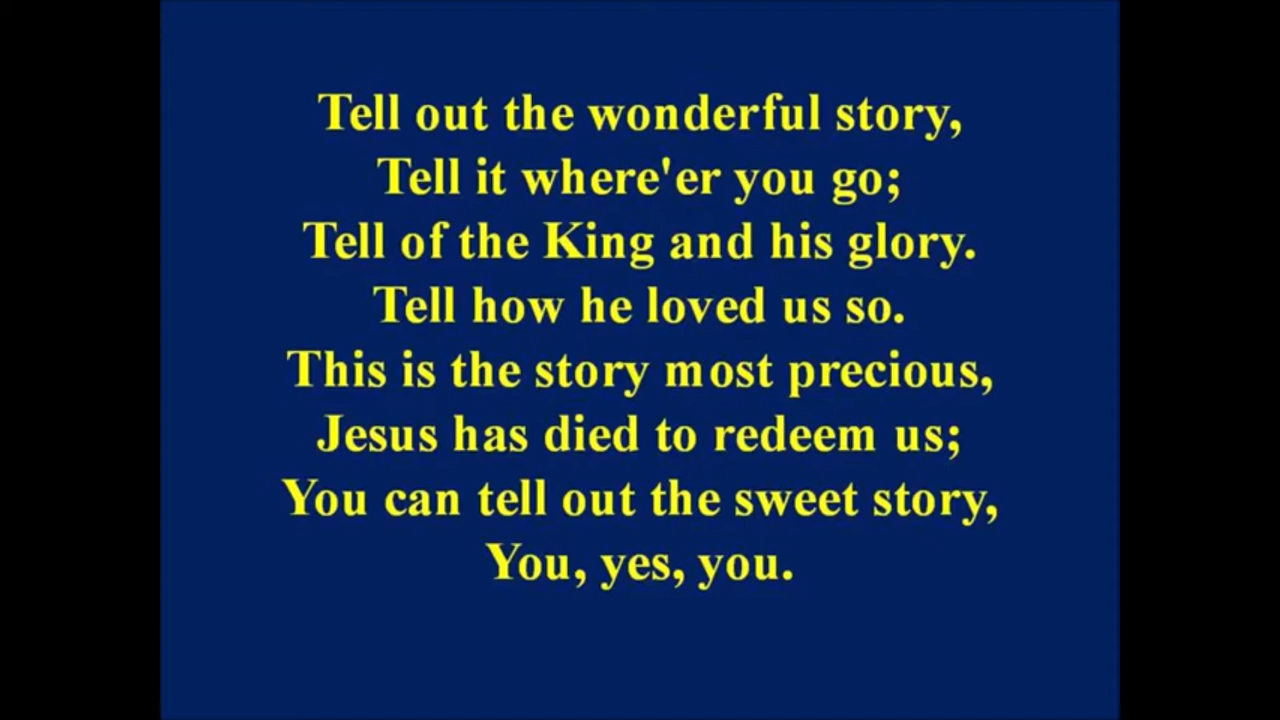 Tell out the wonderful story,
Tell it where'er you go;
Tell of the King and his glory.
Tell how he loved us so.
This is the story most precious,
Jesus has died to redeem us;
You can tell out the sweet story,
You, yes, you.